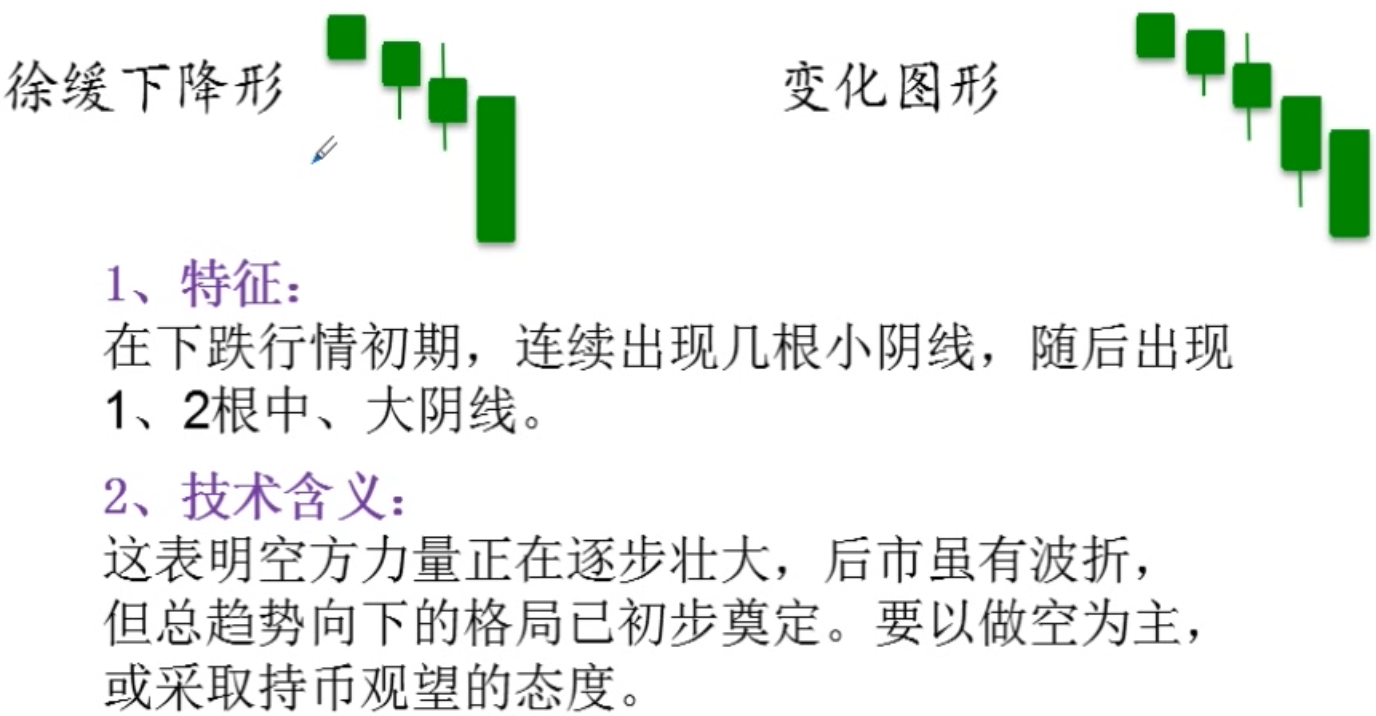 徐缓下降形
变化图形
1、特征：
在下跌行情初期，连续出现几根小阴线，随后出现
1、2根中、大阴线。
2、技术含义：
这表明空方力量正在逐步壮大，后市虽有波折，
但总趋势向下的格局已初步奠定。要以做空为主，
或采取持币观望的态度。